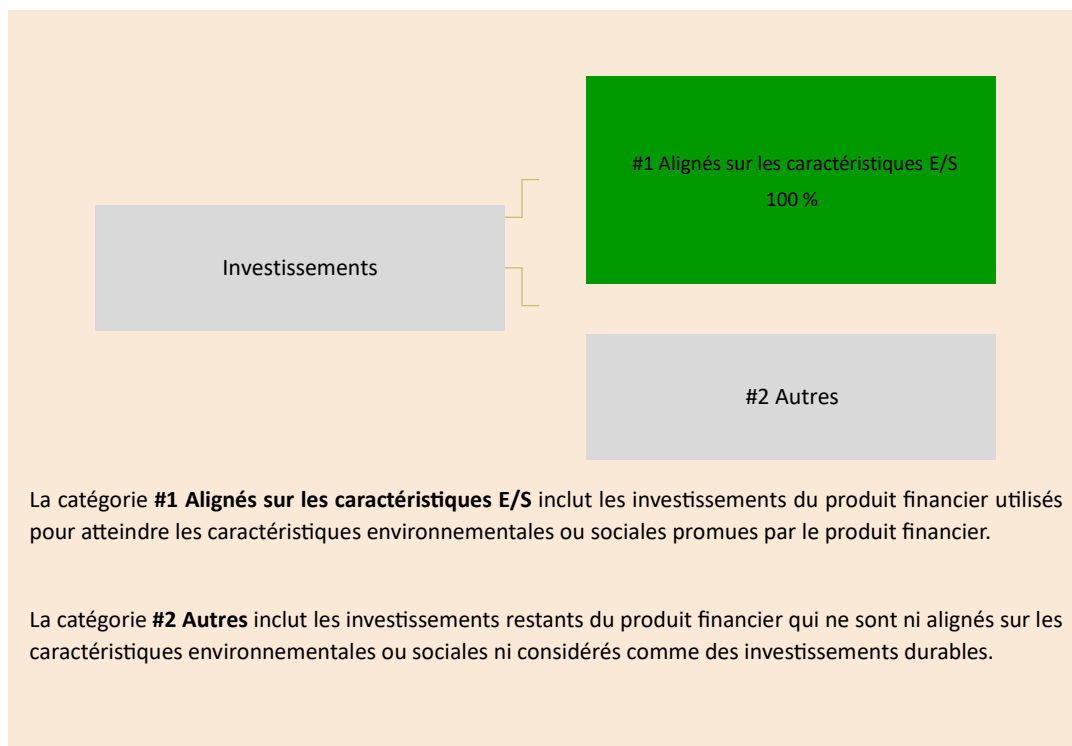 #1 Alignés sur les caractéristiques E/S
100 %
Investissements
#2 Autres
La catégorie #1 Alignés sur les caractéristiques E/S inclut les investissements du produit financier utilisés
pour atteindre les caractéristiques environnementales ou sociales promues par le produit financier.
La catégorie #2 Autres inclut les investissements restants du produit financier qui ne sont ni alignés sur les
caractéristiques environnementales ou sociales ni considérés comme des investissements durables.